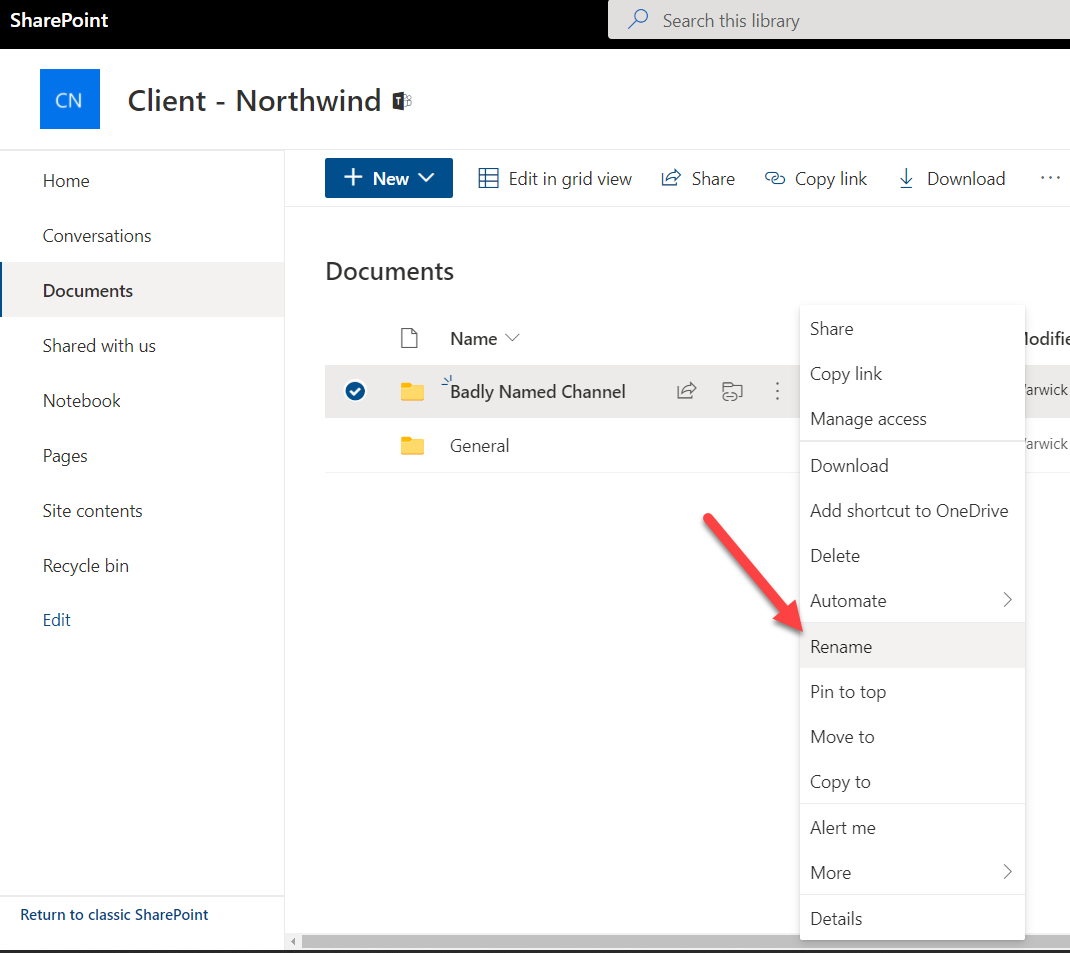 SharePoint
Search this library
CN
Client - Northwind
Home
Conversations
Documents
Shared with us
Notebook
Pages
Site contents
Recycle bin
Edit
Return to classic SharePoint
New Edit in grid view Share Copy link Download
Documents
Name
Badly Named Channel
General
Share
Copy link
Manage access
Download
Add shortcut to OneDrive
Delete
Automate
Rename
Pin to top
Move to
Copy to
Alert me
More
Details